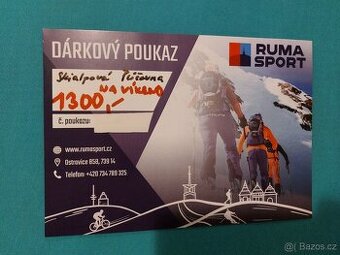 DÁRKOVÝ POUKAZ
RUMA
SPORT
Skialpová Půjčovna
NA VÍKEND
1300,-
č. poukazu:
www.rumasport.cz
Ostravice 858, 739 14
Telefon: +420 734 789 325
Bazos.cz